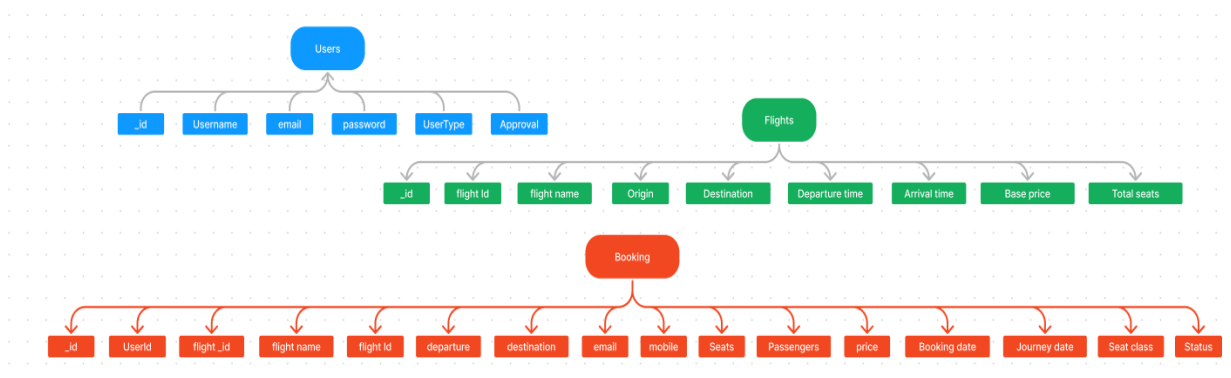 Users
_id Username email password UserType Approval
Flights
_id flight Id flight name Origin Destination Departure time Arrival time Base price Total seats
Booking
_id UserId flight _id flight name flight Id departure destination email mobile Seats Passengers price Booking date Journey date Seat class Status